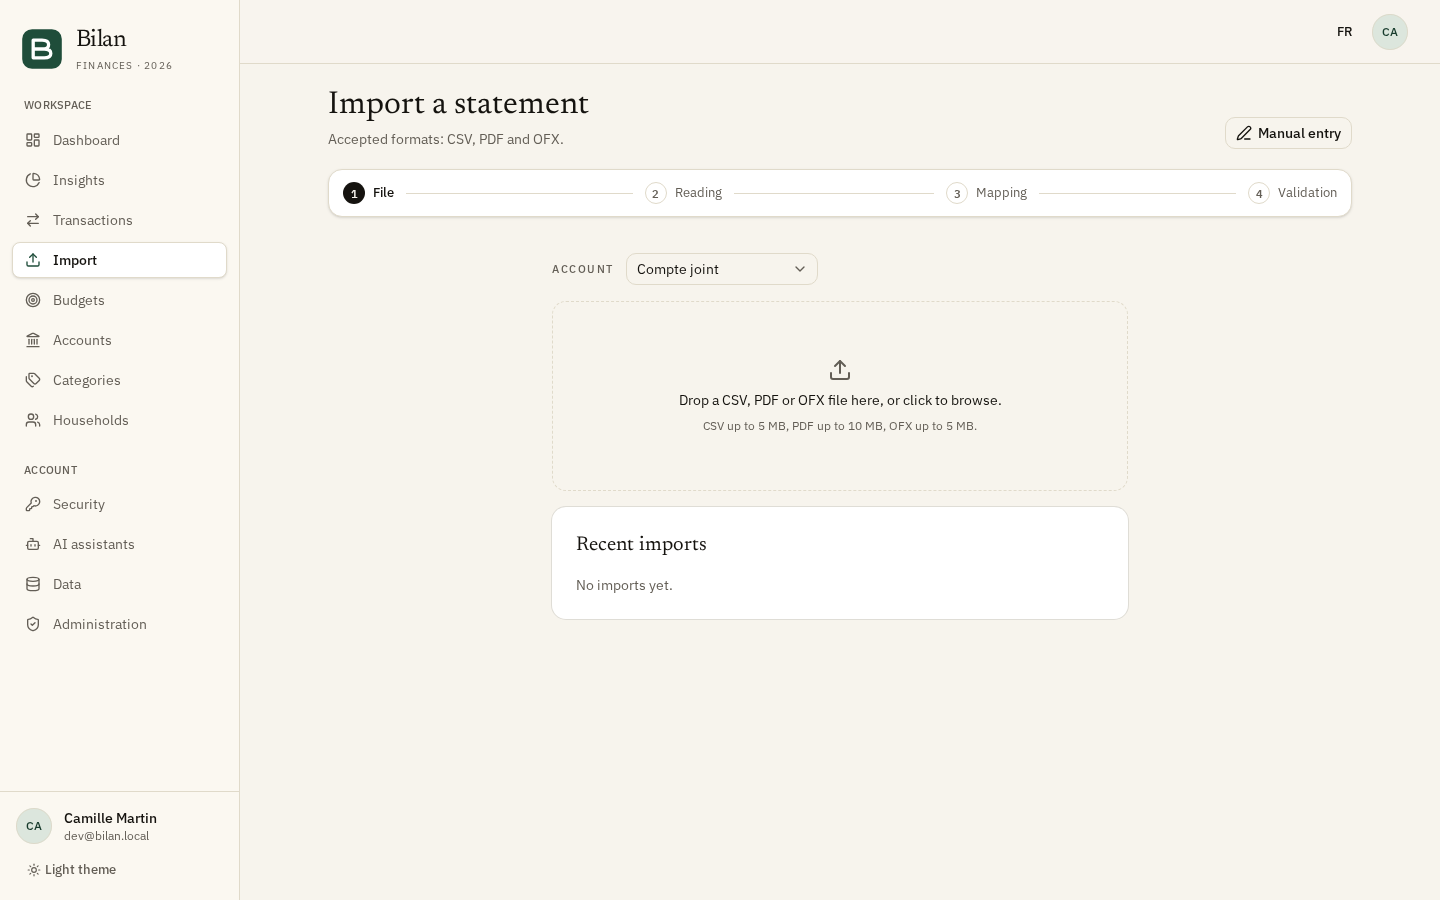 Bilan
FINANCES · 2026
WORKSPACE
Dashboard
Insights
Transactions
Import
Budgets
Accounts
Categories
Households
ACCOUNT
Security
AI assistants
Data
Administration
CA
Camille Martin
dev@bilan.local
Light theme
FR
CA
Import a statement
Accepted formats: CSV, PDF and OFX.
Manual entry
1 File
2 Reading
3 Mapping
4 Validation
ACCOUNT
Compte joint
Drop a CSV, PDF or OFX file here, or click to browse.
CSV up to 5 MB, PDF up to 10 MB, OFX up to 5 MB.
Recent imports
No imports yet.